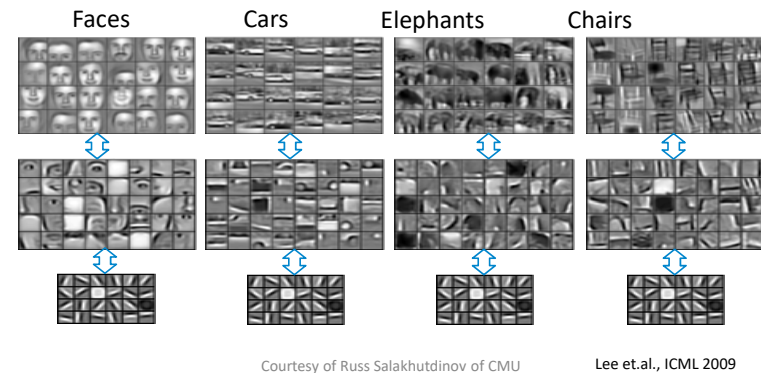 Faces Cars Elephants Chairs
Courtesy of Russ Salakhutdinov of CMU Lee et.al., ICML 2009